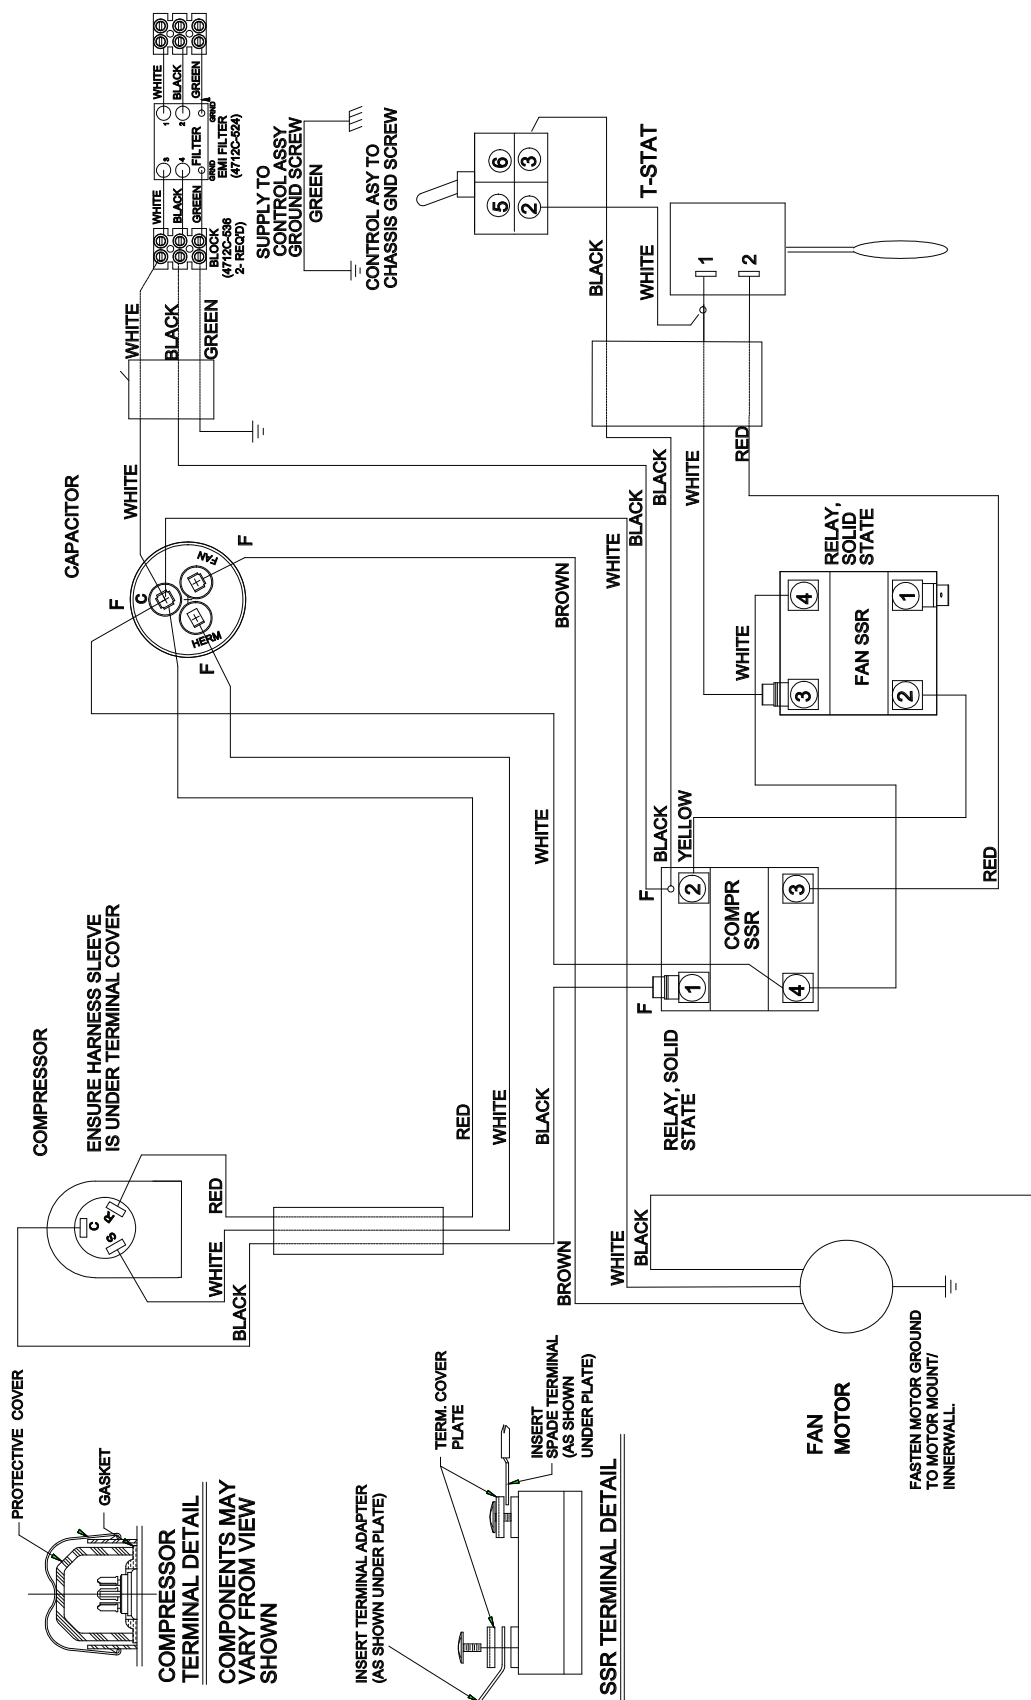 PROTECTIVE COVER
GASKET
COMPRESSOR
TERMINAL DETAIL
COMPONENTS MAY
VARY FROM VIEW
SHOWN
INSERT TERMINAL ADAPTER
(AS SHOWN UNDER PLATE)
TERM. COVER
PLATE
INSERT
SPADE TERMINAL
(AS SHOWN
UNDER PLATE)
SSR TERMINAL DETAIL
COMPRESSOR
ENSURE HARNESS SLEEVE
IS UNDER TERMINAL COVER
C
S
R
RED
WHITE
BLACK
RED
WHITE
BLACK
BROWN
WHITE
BLACK
FAN
MOTOR
FASTEN MOTOR GROUND
TO MOTOR MOUNT/
INNERWALL.
CAPACITOR
F
C
FAN
HERM
F
F
WHITE
WHITE
BROWN
WHITE
BLACK
BLACK
WHITE
RED
RELAY, SOLID
STATE
F
F
1
2
COMPR
SSR
4
3
BLACK
YELLOW
RED
WHITE
RELAY,
SOLID
STATE
3
4
FAN SSR
2
1
WHITE
BLACK
GREEN
BLOCK
(4712C-536
2- REQ'D)
WHITE
BLACK
GREEN
3
4
GRND
1
2
GRND
FILTER
EMI FILTER
(4712C-524)
WHITE
BLACK
GREEN
SUPPLY TO
CONTROL ASSY
GROUND SCREW
GREEN
CONTROL ASY TO
CHASSIS GND SCREW
5
6
2
3
BLACK
WHITE
T-STAT
1
2